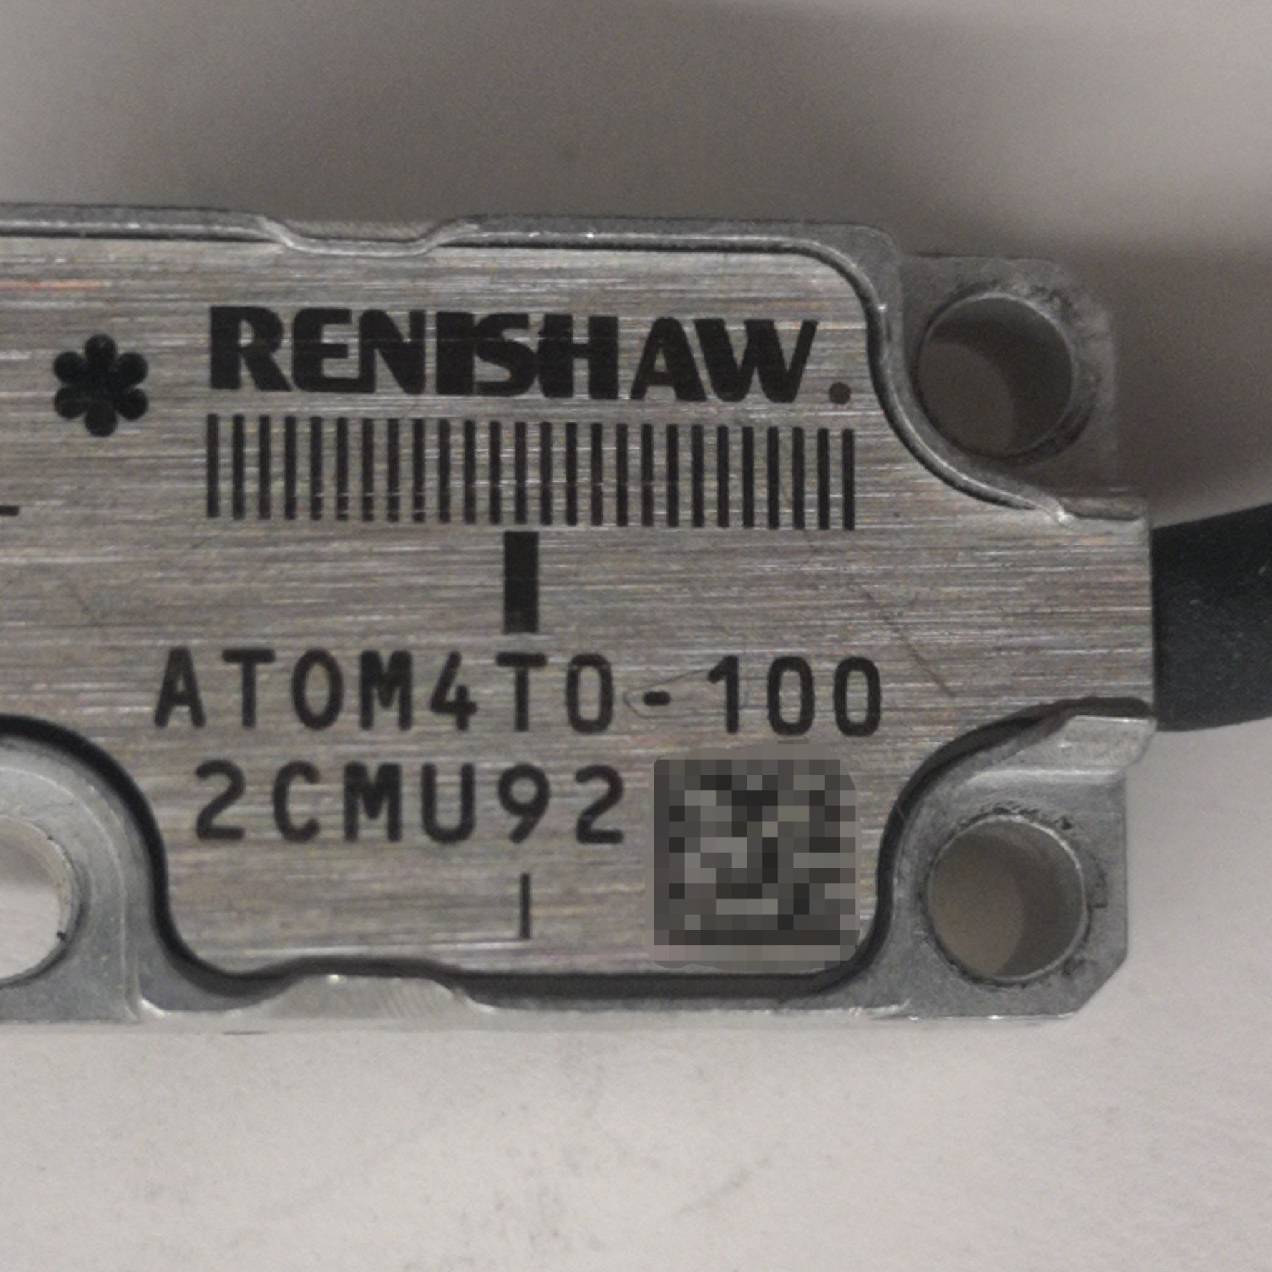 RENISHAW.
ATOM4T0-100
2CMU92